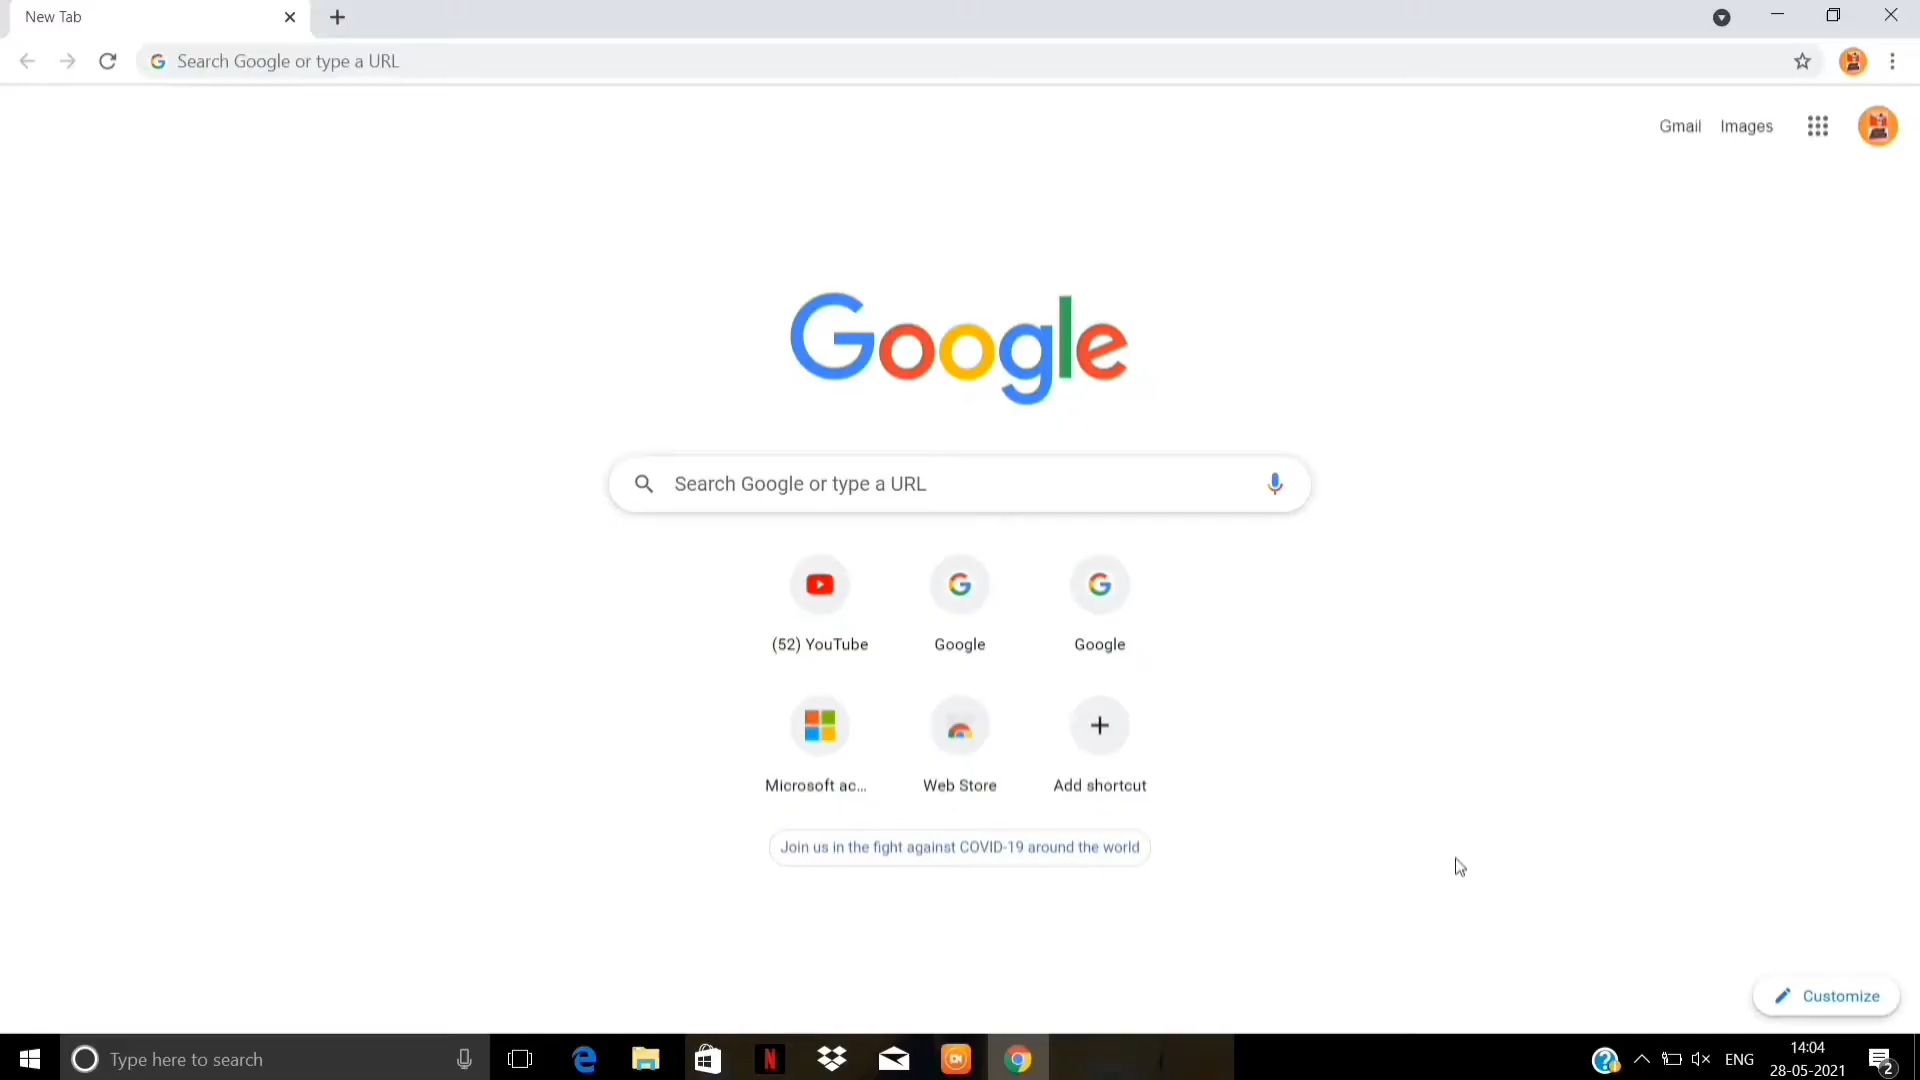 New Tab
Search Google or type a URL
Gmail Images
Google
Search Google or type a URL
(52) YouTube
Google
Google
Microsoft ac...
Web Store
Add shortcut
Join us in the fight against COVID-19 around the world
Customize
Type here to search
ENG
14:04
28-05-2021
2